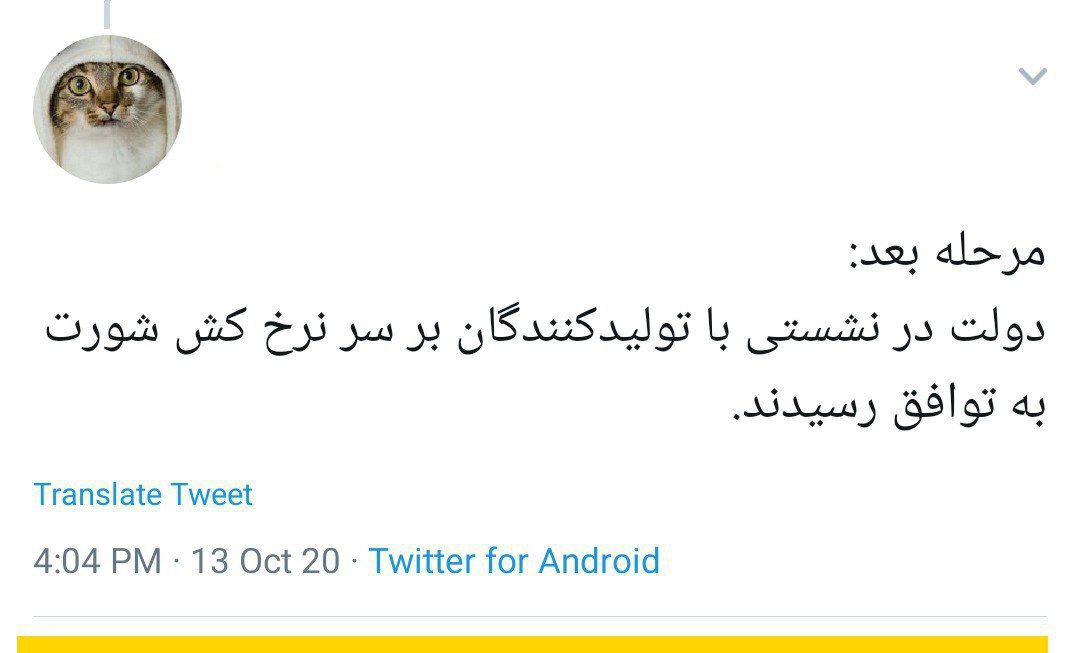 مرحله بعد:
دولت در نشستی با تولیدکنندگان بر سر نرخ کش شورت
به توافق رسیدند.
Translate Tweet
4:04 PM · 13 Oct 20 · Twitter for Android